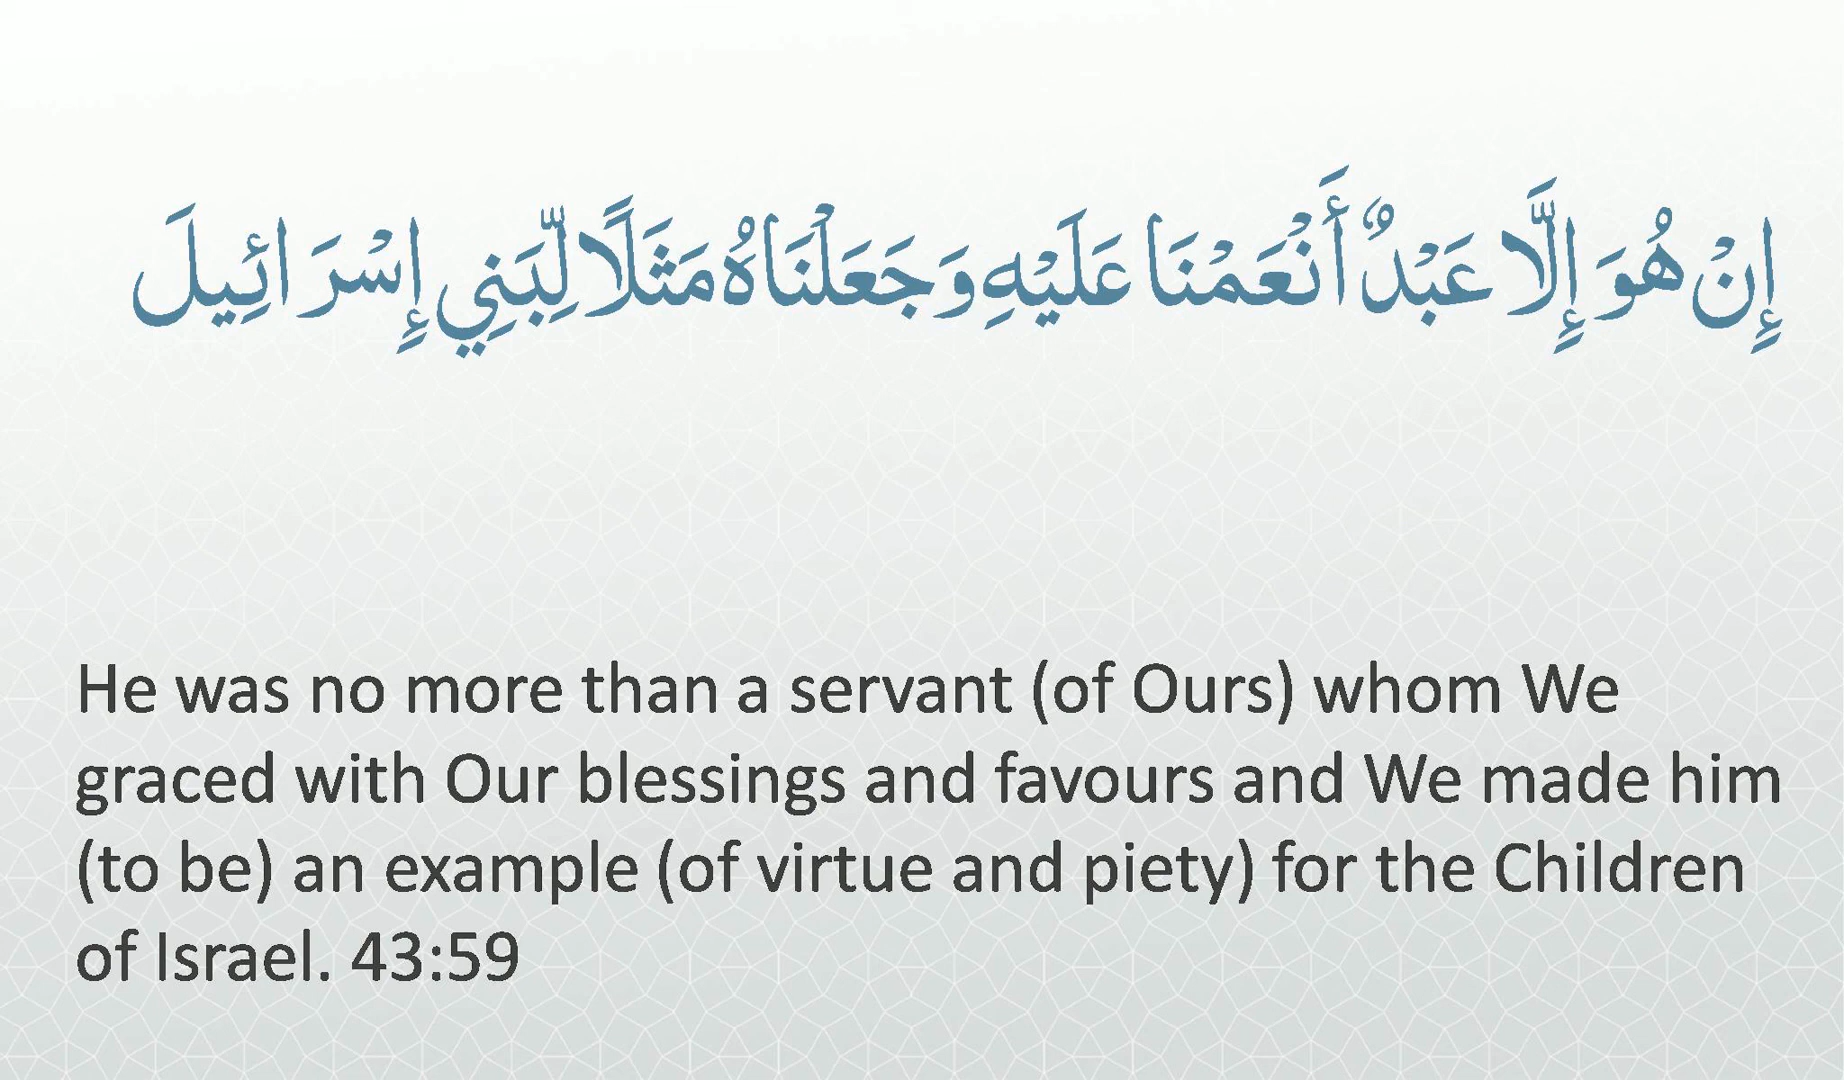 إِنْ هُوَ إِلَّا عَبْدٌ أَنْعَمْنَا عَلَيْهِ وَجَعَلْنَاهُ مَثَلًا لِّبَنِي إِسْرَائِيلَ
He was no more than a servant (of Ours) whom We
graced with Our blessings and favours and We made him
(to be) an example (of virtue and piety) for the Children
of Israel. 43:59